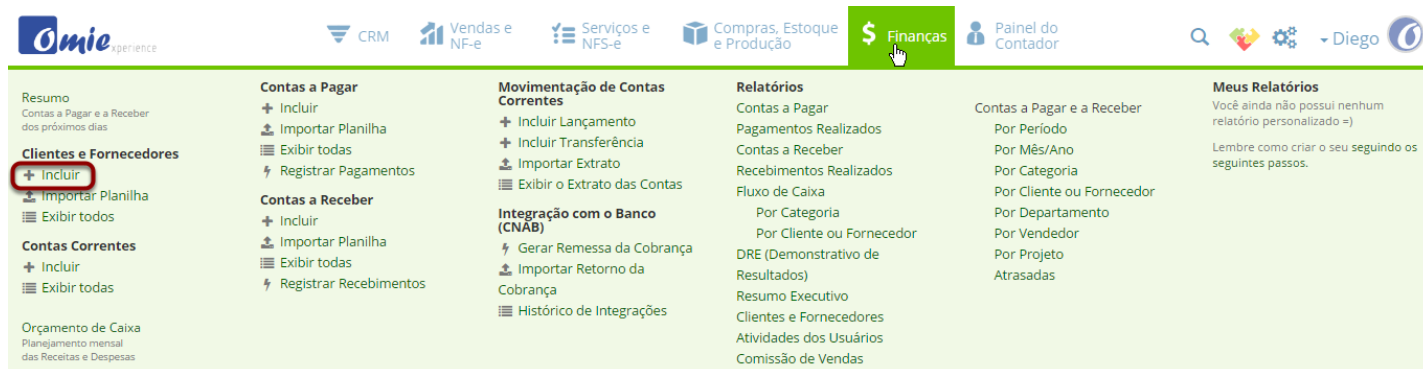 Omie xperience
CRM
Vendas e
NF-e
Serviços e
NFS-e
Compras, Estoque
e Produção
Finanças
Painel do
Contador
Diego
Resumo
Contas a Pagar e a Receber
dos próximos dias
Clientes e Fornecedores
Incluir
Importar Planilha
Exibir todos
Contas Correntes
Incluir
Exibir todas
Orçamento de Caixa
Planejamento mensal
das Receitas e Despesas
Contas a Pagar
Incluir
Importar Planilha
Exibir todas
Registrar Pagamentos
Contas a Receber
Incluir
Importar Planilha
Exibir todas
Registrar Recebimentos
Movimentação de Contas
Correntes
Incluir Lançamento
Incluir Transferência
Importar Extrato
Exibir o Extrato das Contas
Integração com o Banco
(CNAB)
Gerar Remessa da Cobrança
Importar Retorno da
Cobrança
Histórico de Integrações
Relatórios
Contas a Pagar
Pagamentos Realizados
Contas a Receber
Recebimentos Realizados
Fluxo de Caixa
Por Categoria
Por Cliente ou Fornecedor
DRE (Demonstrativo de
Resultados)
Resumo Executivo
Clientes e Fornecedores
Atividades dos Usuários
Comissão de Vendas
Contas a Pagar e a Receber
Por Período
Por Mês/Ano
Por Categoria
Por Cliente ou Fornecedor
Por Departamento
Por Vendedor
Por Projeto
Atrasadas
Meus Relatórios
Você ainda não possui nenhum
relatório personalizado =)
Lembre como criar o seu seguindo os
seguintes passos.